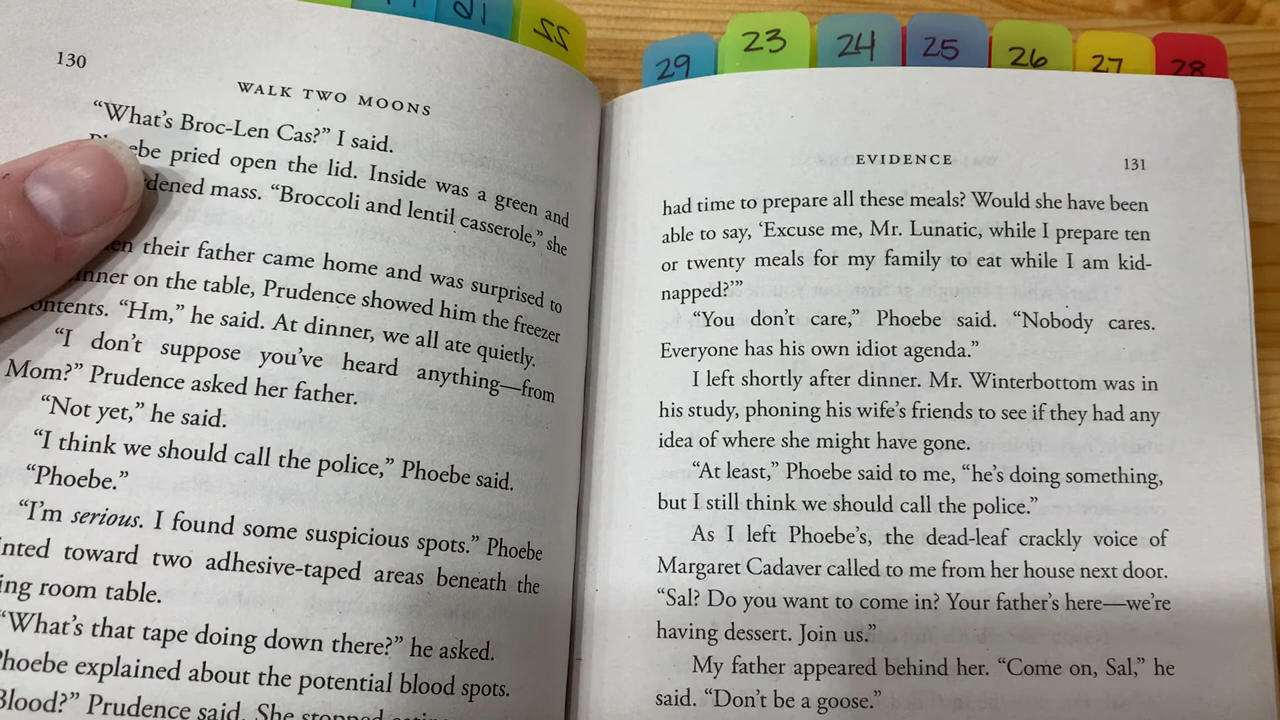 19
22
29
23
24
25
26
27
28
130
WALK TWO MOONS
“What’s Broc-Len Cas?” I said.
pried open the lid. Inside was a green and
mass. “Broccoli and lentil casserole,” she
their father came home and was surprised to
on the table, Prudence showed him the freezer
“Hm,” he said. At dinner, we all ate quietly.
“I don’t suppose you’ve heard anything—from
Mom?” Prudence asked her father.
“Not yet,” he said.
“I think we should call the police,” Phoebe said.
“Phoebe.”
“I’m serious. I found some suspicious spots.” Phoebe
toward two adhesive-taped areas beneath the
room table.
“What’s that tape doing down there?” he asked.
Phoebe explained about the potential blood spots.
Blood?” Prudence said. She stopped
EVIDENCE
131
had time to prepare all these meals? Would she have been
able to say, ‘Excuse me, Mr. Lunatic, while I prepare ten
or twenty meals for my family to eat while I am kid-
napped?’”
“You don’t care,” Phoebe said. “Nobody cares.
Everyone has his own idiot agenda.”
I left shortly after dinner. Mr. Winterbottom was in
his study, phoning his wife’s friends to see if they had any
idea of where she might have gone.
“At least,” Phoebe said to me, “he’s doing something,
but I still think we should call the police.”
As I left Phoebe’s, the dead-leaf crackly voice of
Margaret Cadaver called to me from her house next door.
“Sal? Do you want to come in? Your father’s here—we’re
having dessert. Join us.”
My father appeared behind her. “Come on, Sal,” he
said. “Don’t be a goose.”